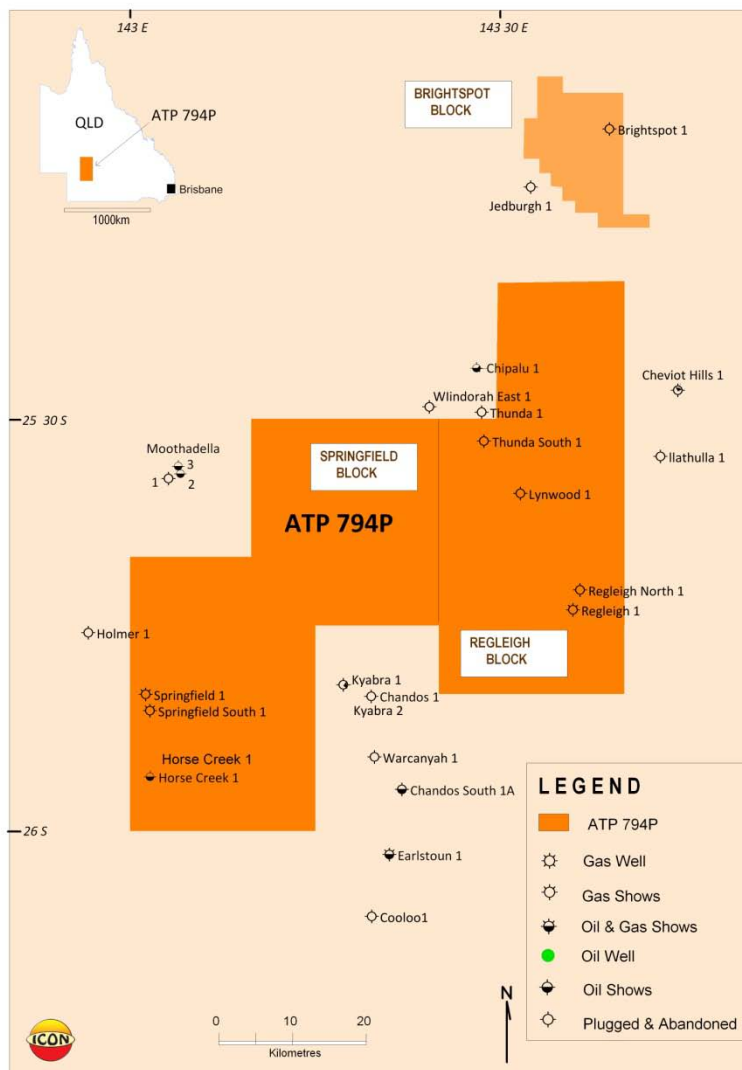 143 E
143 30 E
BRIGHTSPOT
BLOCK
QLD
ATP 794P
Brisbane
1000km
Brightspot 1
Jedburgh 1
Chipalu 1
Cheviot Hills 1
WIindorah East 1
Thunda 1
25 30 S
Moothadella
3
1
2
SPRINGFIELD
BLOCK
Thunda South 1
Ilathulla 1
Lynwood 1
ATP 794P
Regleigh North 1
Regleigh 1
Holmer 1
REGLEIGH
BLOCK
Kyabra 1
Chandos 1
Kyabra 2
Springfield 1
Springfield South 1
Horse Creek 1
Horse Creek 1
Warcanyah 1
Chandos South 1A
26 S
Earlstoun 1
Cooloo1
LEGEND
ATP 794P
Gas Well
Gas Shows
Oil & Gas Shows
Oil Well
Oil Shows
Plugged & Abandoned
N
0 10 20
Kilometres
ICON